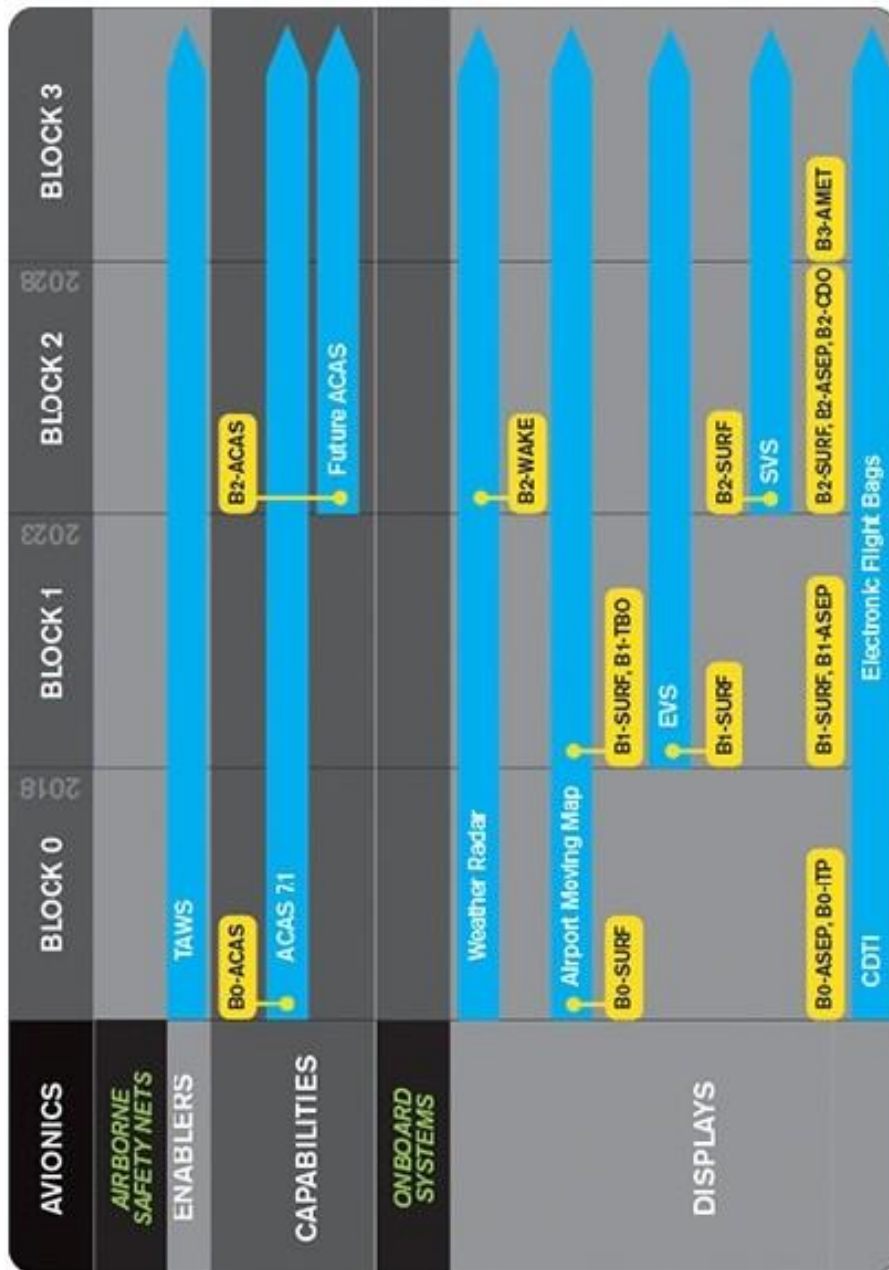 AVIONICS
BLOCK 0
2018
BLOCK 1
2023
BLOCK 2
2028
BLOCK 3
AIRBORNE
SAFETY NETS
ENABLERS
TAWS
CAPABILITIES
B0-ACAS
B2-ACAS
ACAS 7.1
Future ACAS
ONBOARD
SYSTEMS
DISPLAYS
Weather Radar
B2-WAKE
Airport Moving Map
B0-SURF
B1-SURF, B1-TBO
EVS
B1-SURF
B2-SURF
SVS
B0-ASEP, B0-ITP
B1-SURF, B1-ASEP
B2-SURF, B2-ASEP, B2-CDO
B3-AMET
CDTI
Electronic Flight Bags